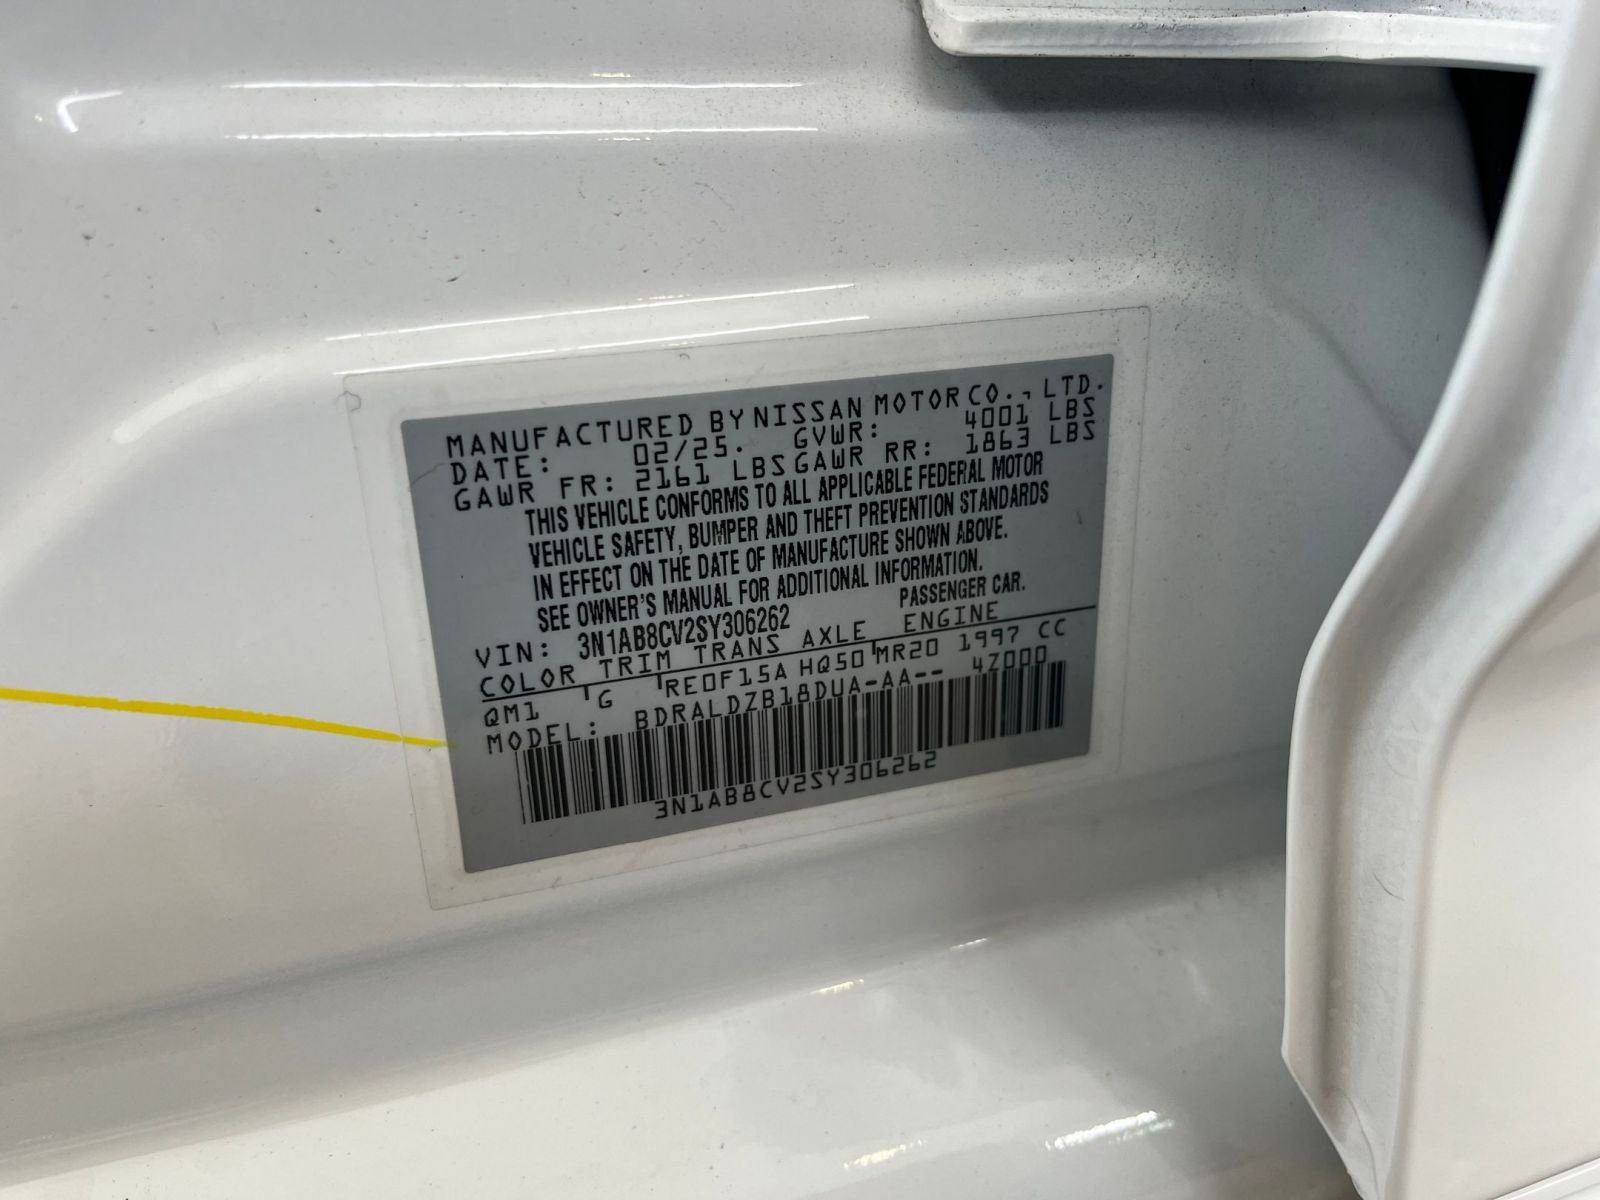 MANUFACTURED BY NISSAN MOTOR CO., LTD.
DATE: 02/25. GVWR: 4001 LBS
GAWR FR: 2161 LBS GAWR RR: 1863 LBS
THIS VEHICLE CONFORMS TO ALL APPLICABLE FEDERAL MOTOR
VEHICLE SAFETY, BUMPER AND THEFT PREVENTION STANDARDS
IN EFFECT ON THE DATE OF MANUFACTURE SHOWN ABOVE.
SEE OWNER'S MANUAL FOR ADDITIONAL INFORMATION.
VIN: 3N1AB8CV2SY306262 PASSENGER CAR.
COLOR TRIM TRANS AXLE ENGINE
QM1 G RE0F15A HQ50 MR20 1997 CC
MODEL: BDRALDZB18DUA-AA-- 4Z000
3N1AB8CV2SY306262